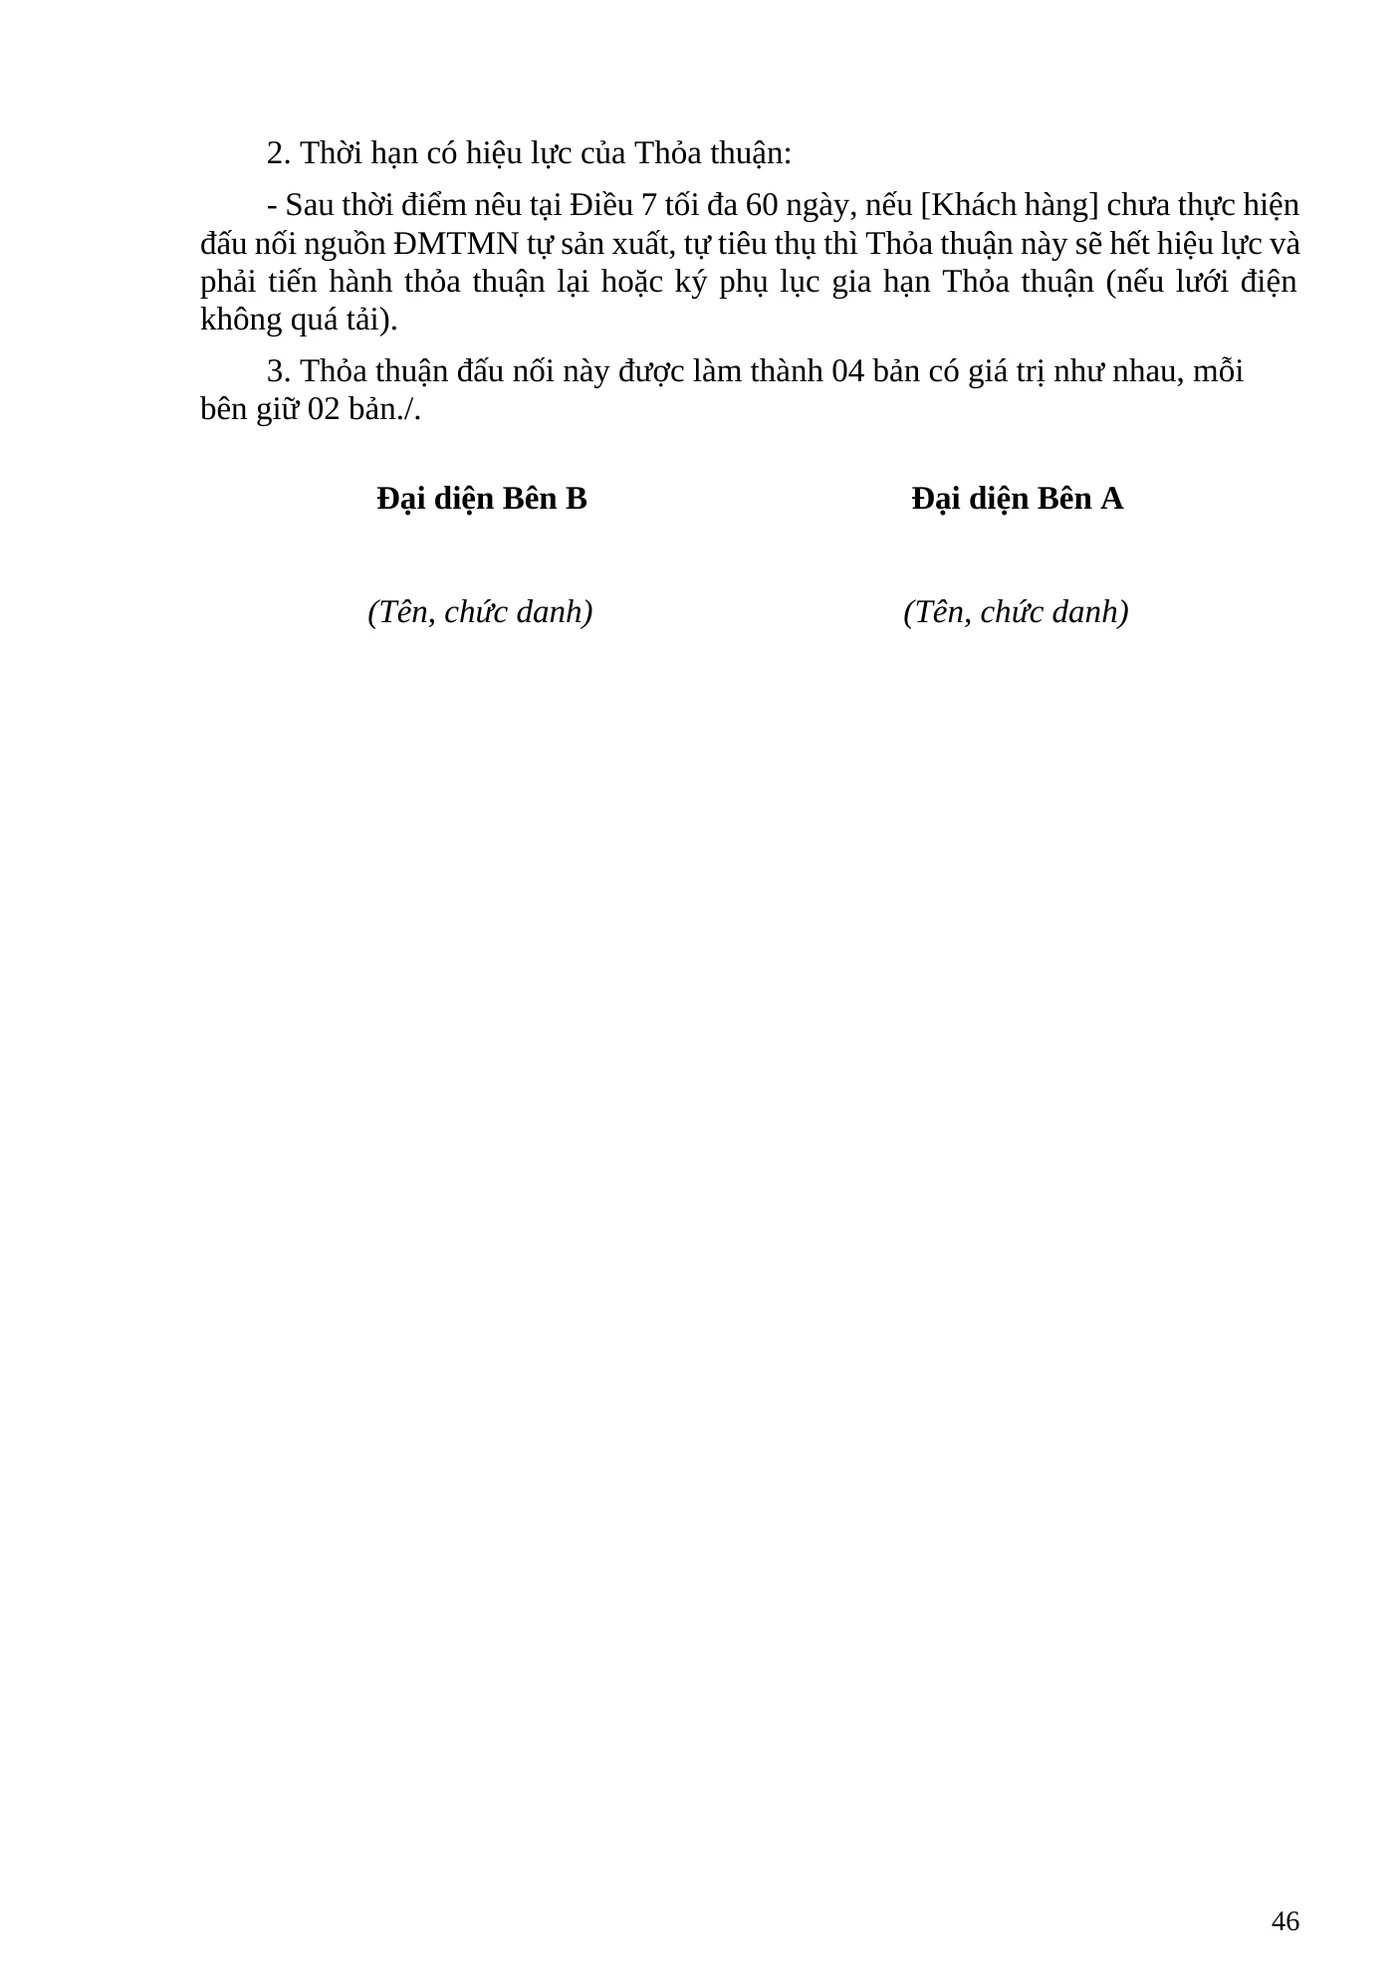 2. Thời hạn có hiệu lực của Thỏa thuận:
- Sau thời điểm nêu tại Điều 7 tối đa 60 ngày, nếu [Khách hàng] chưa thực hiện
đấu nối nguồn ĐMTMN tự sản xuất, tự tiêu thụ thì Thỏa thuận này sẽ hết hiệu lực và
phải tiến hành thỏa thuận lại hoặc ký phụ lục gia hạn Thỏa thuận (nếu lưới điện
không quá tải).
3. Thỏa thuận đấu nối này được làm thành 04 bản có giá trị như nhau, mỗi
bên giữ 02 bản./.
Đại diện Bên B Đại diện Bên A
(Tên, chức danh) (Tên, chức danh)
46